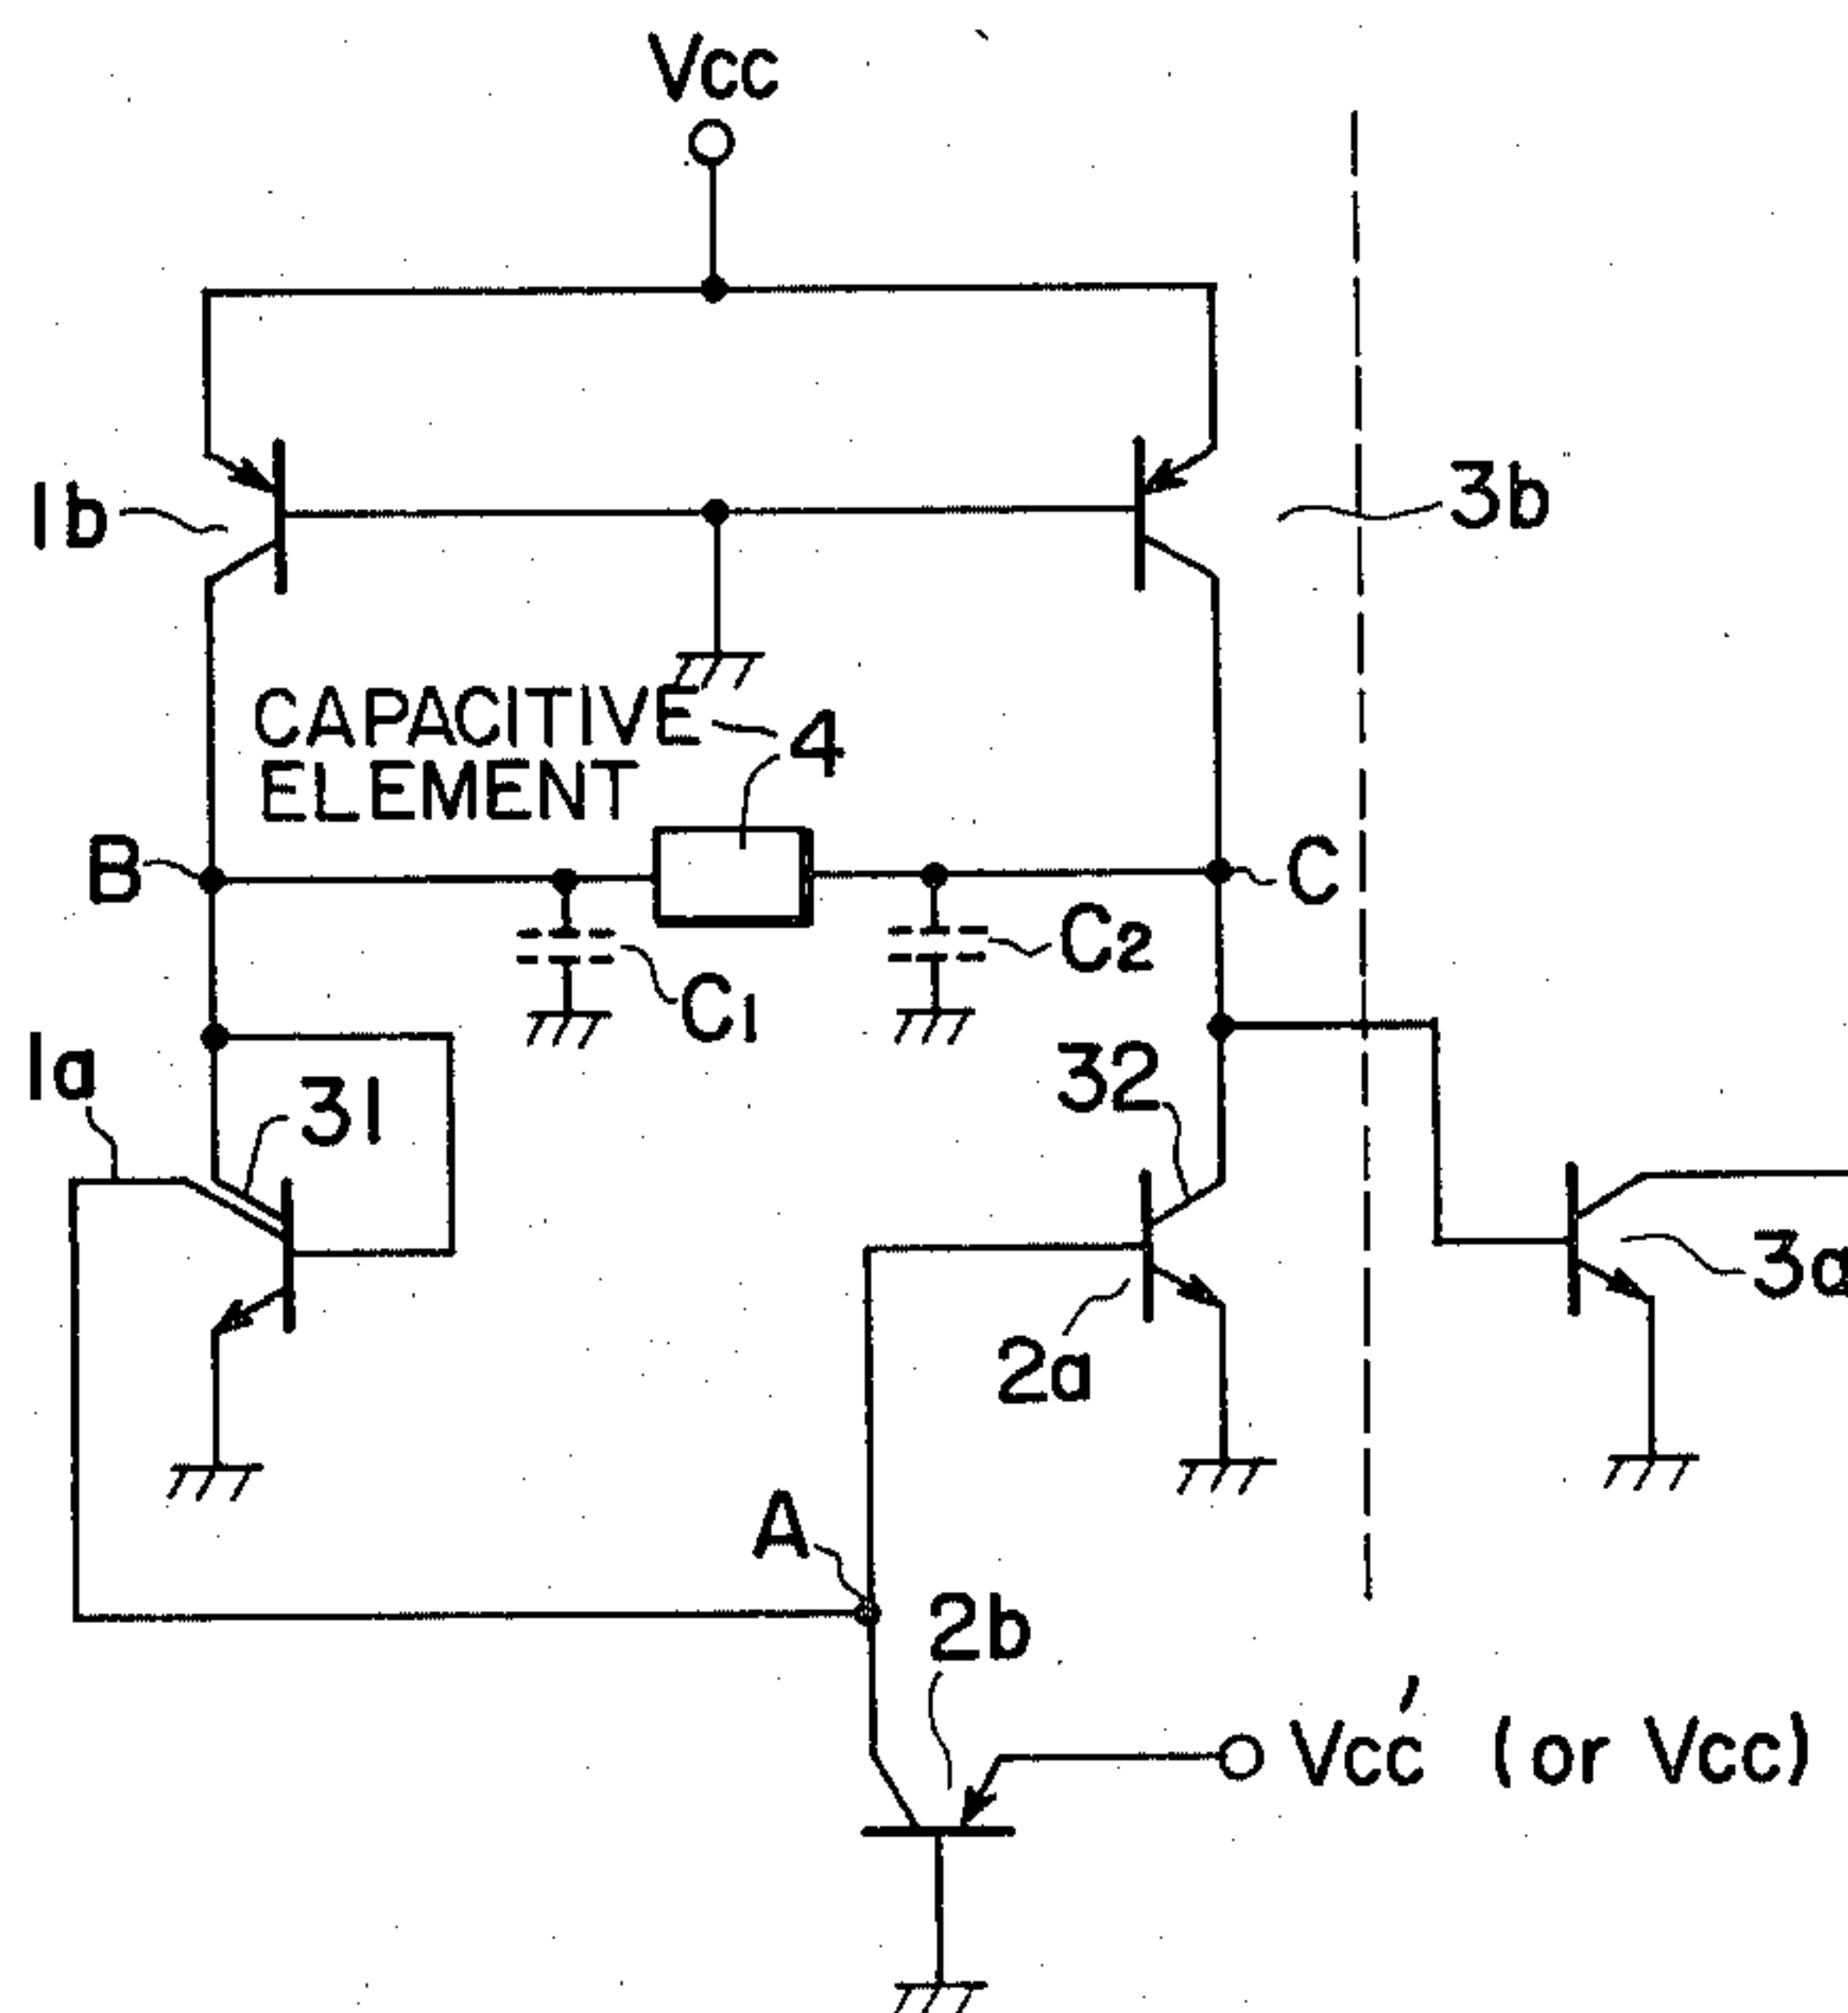 Vcc
1b
3b
CAPACITIVE
ELEMENT
4
B
C
C1
C2
1a
31
32
3a
2a
A
2b
Vcc' (or Vcc)